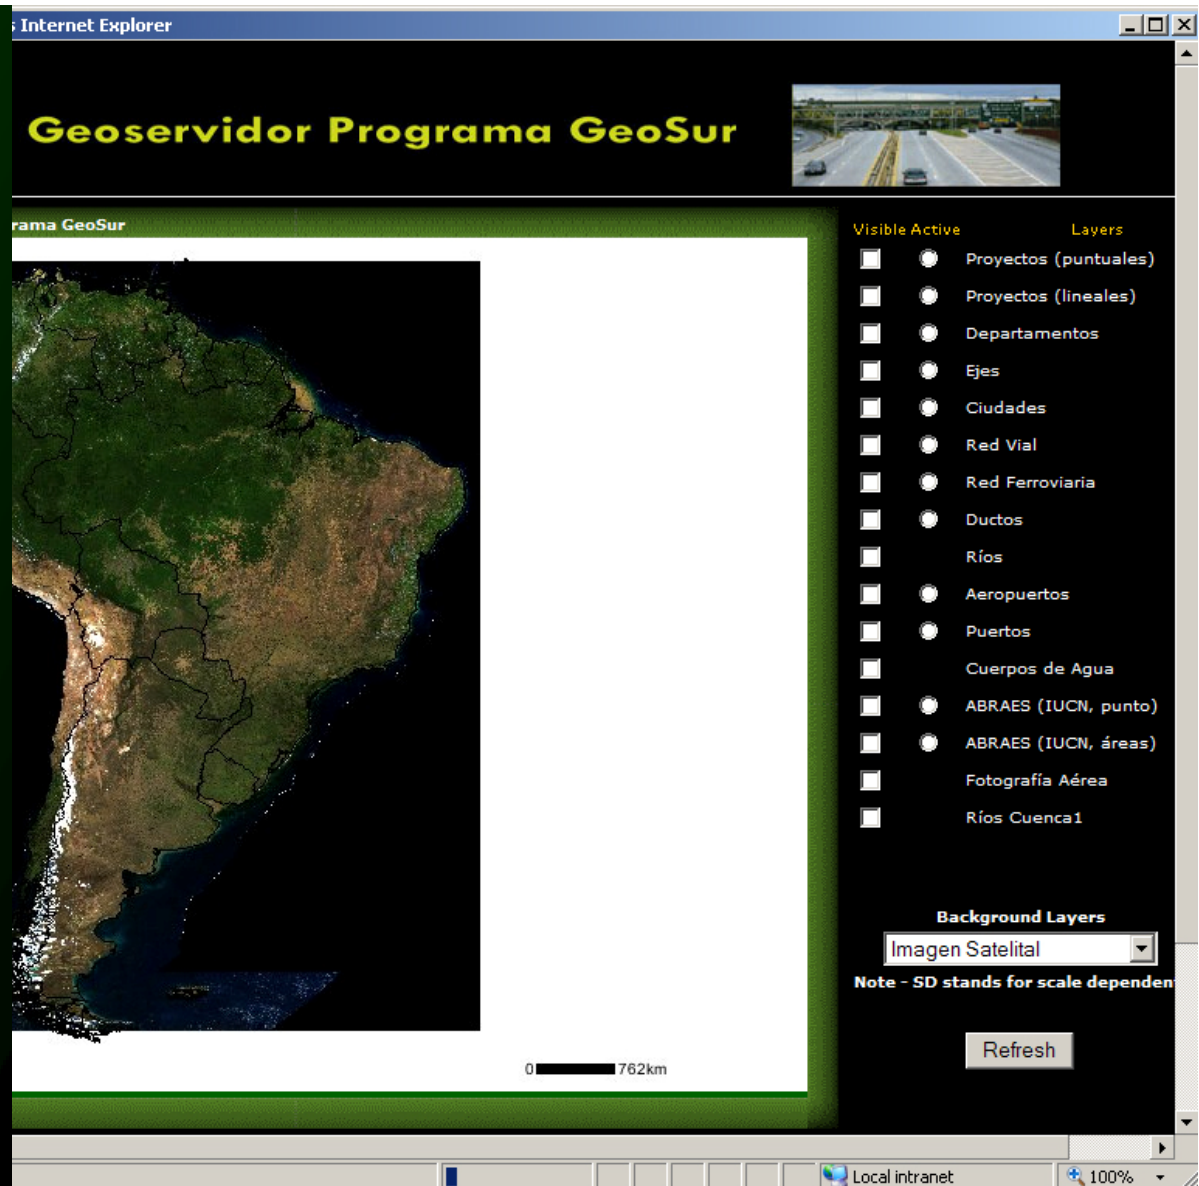 s Internet Explorer
Geoservidor Programa GeoSur
rama GeoSur
Visible Active Layers
Proyectos (puntuales)
Proyectos (lineales)
Departamentos
Ejes
Ciudades
Red Vial
Red Ferroviaria
Ductos
Ríos
Aeropuertos
Puertos
Cuerpos de Agua
ABRAES (IUCN, punto)
ABRAES (IUCN, áreas)
Fotografía Aérea
Ríos Cuenca1
Background Layers
Imagen Satelital
Note - SD stands for scale dependen
Refresh
0 762km
Local intranet
100%